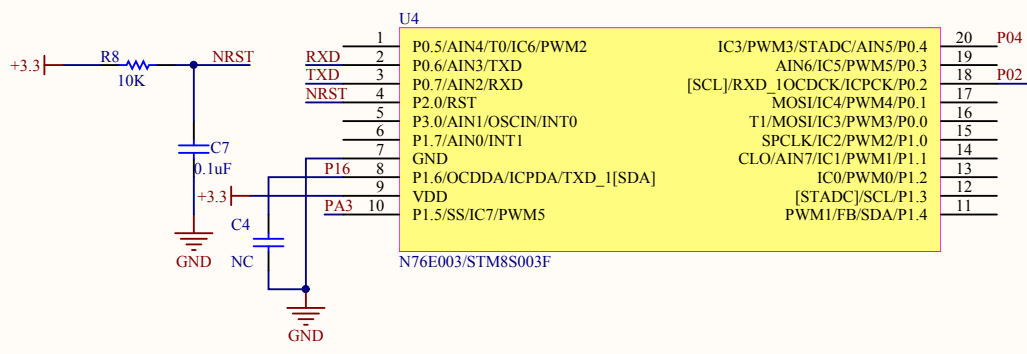 U4
+3.3
R8
10K
NRST
C7
0.1uF
GND
RXD
TXD
NRST
P16
+3.3
PA3
C4
NC
GND
1 P0.5/AIN4/T0/IC6/PWM2
2 P0.6/AIN3/TXD
3 P0.7/AIN2/RXD
4 P2.0/RST
5 P3.0/AIN1/OSCIN/INT0
6 P1.7/AIN0/INT1
7 GND
8 P1.6/OCDDA/ICPDA/TXD_1[SDA]
9 VDD
10 P1.5/SS/IC7/PWM5
IC3/PWM3/STADC/AIN5/P0.4 20 P04
AIN6/IC5/PWM5/P0.3 19
[SCL]/RXD_1OCDCK/ICPCK/P0.2 18 P02
MOSI/IC4/PWM4/P0.1 17
T1/MOSI/IC3/PWM3/P0.0 16
SPCLK/IC2/PWM2/P1.0 15
CLO/AIN7/IC1/PWM1/P1.1 14
IC0/PWM0/P1.2 13
[STADC]/SCL/P1.3 12
PWM1/FB/SDA/P1.4 11
N76E003/STM8S003F